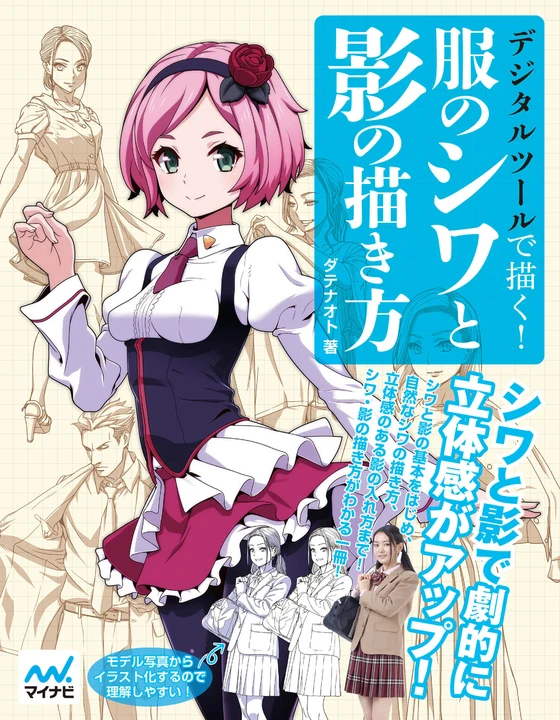 デジタルツールで描く!
服のシワと
影の描き方
ダテナオト 著
シワと影で劇的に
立体感がアップ!
シワと影の基本をはじめ、
自然なシワの描き方、
立体感のある影の入れ方まで!
シワ・影の描き方がわかる一冊!
モデル写真から
イラスト化するので
理解しやすい!
マイナビ